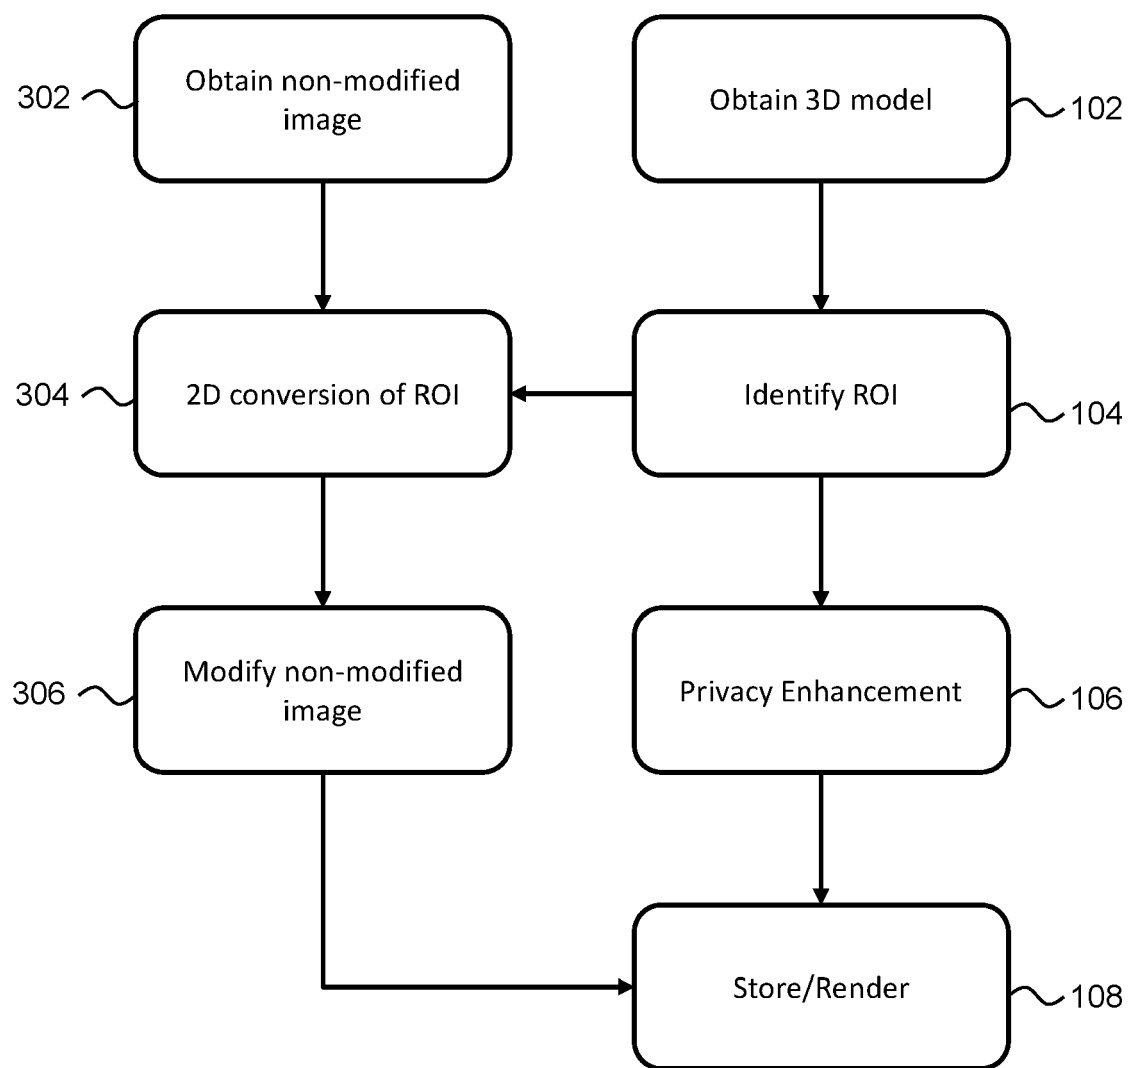 302
Obtain non-modified
image
Obtain 3D model
102
304
2D conversion of ROI
Identify ROI
104
306
Modify non-modified
image
Privacy Enhancement
106
Store/Render
108